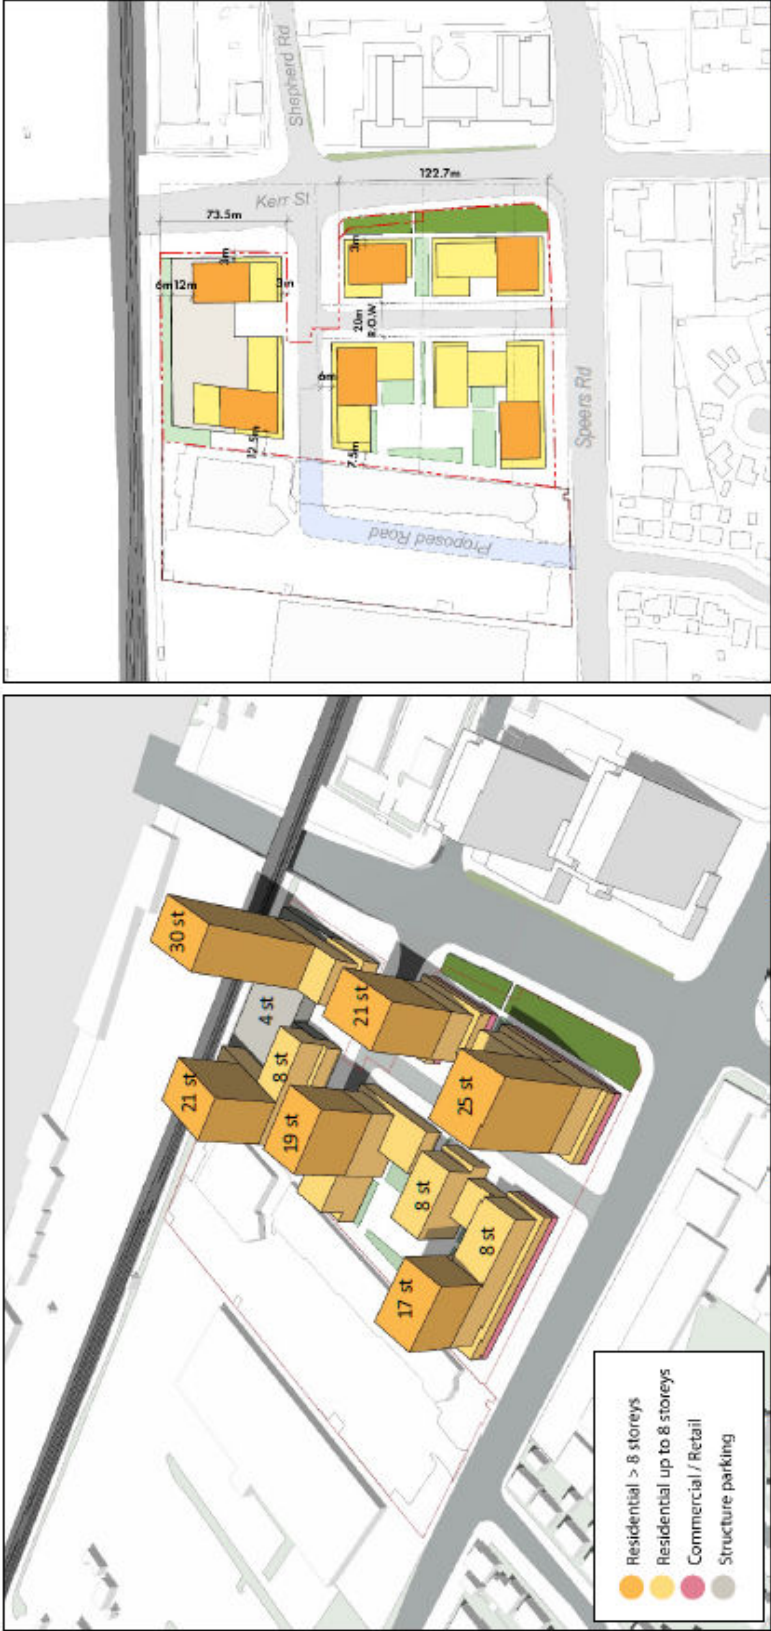 Shepherd Rd
122.7m
73.5m
Kerr St
3m
3m
6m
12m
3m
20m
R.O.W
6m
12.5m
7.5m
Speers Rd
Proposed Road
30 st
4 st
21 st
21 st
8 st
19 st
25 st
8 st
8 st
17 st
Residential > 8 storeys
Residential up to 8 storeys
Commercial / Retail
Structure parking